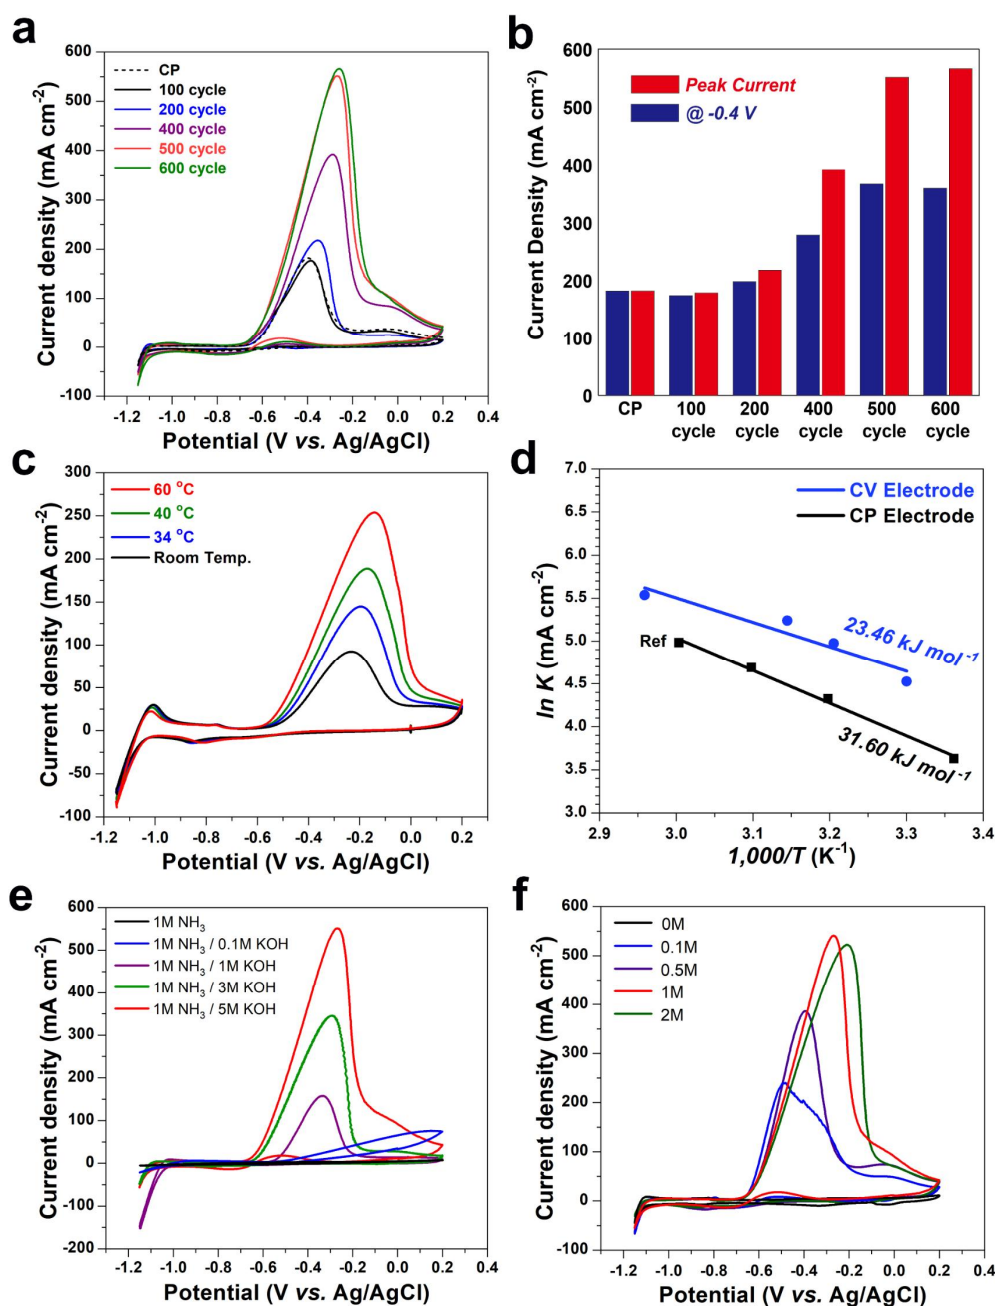 a
600
500
400
300
200
100
0
-100
-1.2 -1.0 -0.8 -0.6 -0.4 -0.2 0.0 0.2 0.4
Current density (mA cm⁻²)
Potential (V vs. Ag/AgCl)
CP
100 cycle
200 cycle
400 cycle
500 cycle
600 cycle
b
600
500
400
300
200
100
0
Current Density (mA cm⁻²)
Peak Current
@ -0.4 V
CP 100 200 400 500 600
cycle cycle cycle cycle cycle
c
300
250
200
150
100
50
0
-50
-100
-1.2 -1.0 -0.8 -0.6 -0.4 -0.2 0.0 0.2
Current density (mA cm⁻²)
Potential (V vs. Ag/AgCl)
60 °C
40 °C
34 °C
Room Temp.
d
7.0
6.5
6.0
5.5
5.0
4.5
4.0
3.5
3.0
2.9 3.0 3.1 3.2 3.3 3.4
ln K (mA cm⁻²)
1,000/T (K⁻¹)
CV Electrode
CP Electrode
Ref
23.46 kJ mol⁻¹
31.60 kJ mol⁻¹
e
600
500
400
300
200
100
0
-100
-200
-1.2 -1.0 -0.8 -0.6 -0.4 -0.2 0.0 0.2 0.4
Current density (mA cm⁻²)
Potential (V vs. Ag/AgCl)
1M NH₃
1M NH₃ / 0.1M KOH
1M NH₃ / 1M KOH
1M NH₃ / 3M KOH
1M NH₃ / 5M KOH
f
600
500
400
300
200
100
0
-100
-1.2 -1.0 -0.8 -0.6 -0.4 -0.2 0.0 0.2 0.4
Current density (mA cm⁻²)
Potential (V vs. Ag/AgCl)
0M
0.1M
0.5M
1M
2M